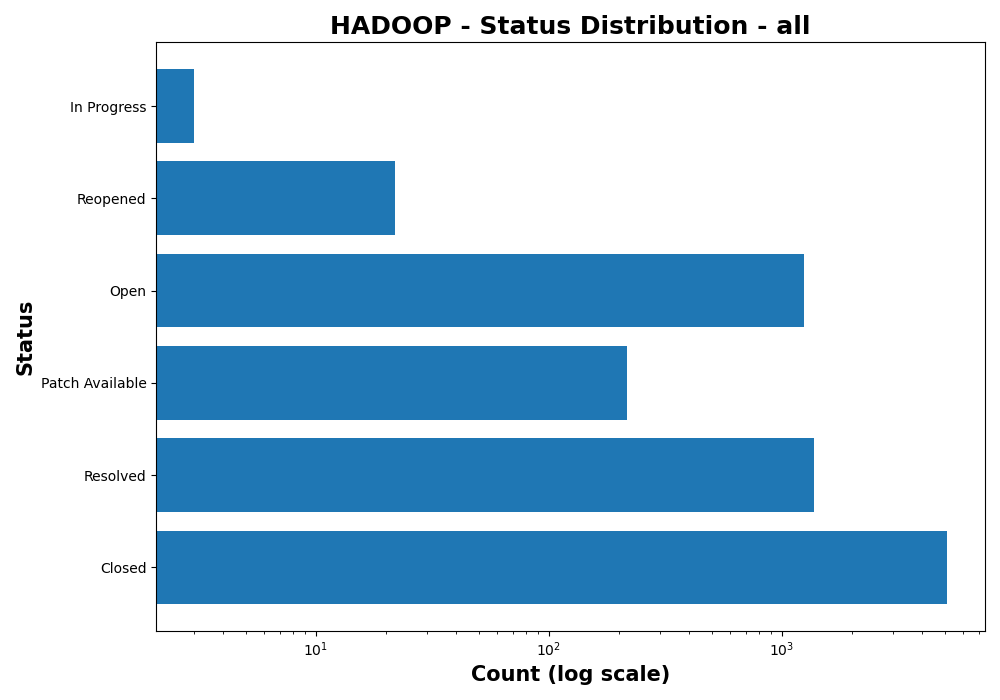 HADOOP - Status Distribution - all
Status
In Progress
Reopened
Open
Patch Available
Resolved
Closed
10¹
10²
10³
Count (log scale)